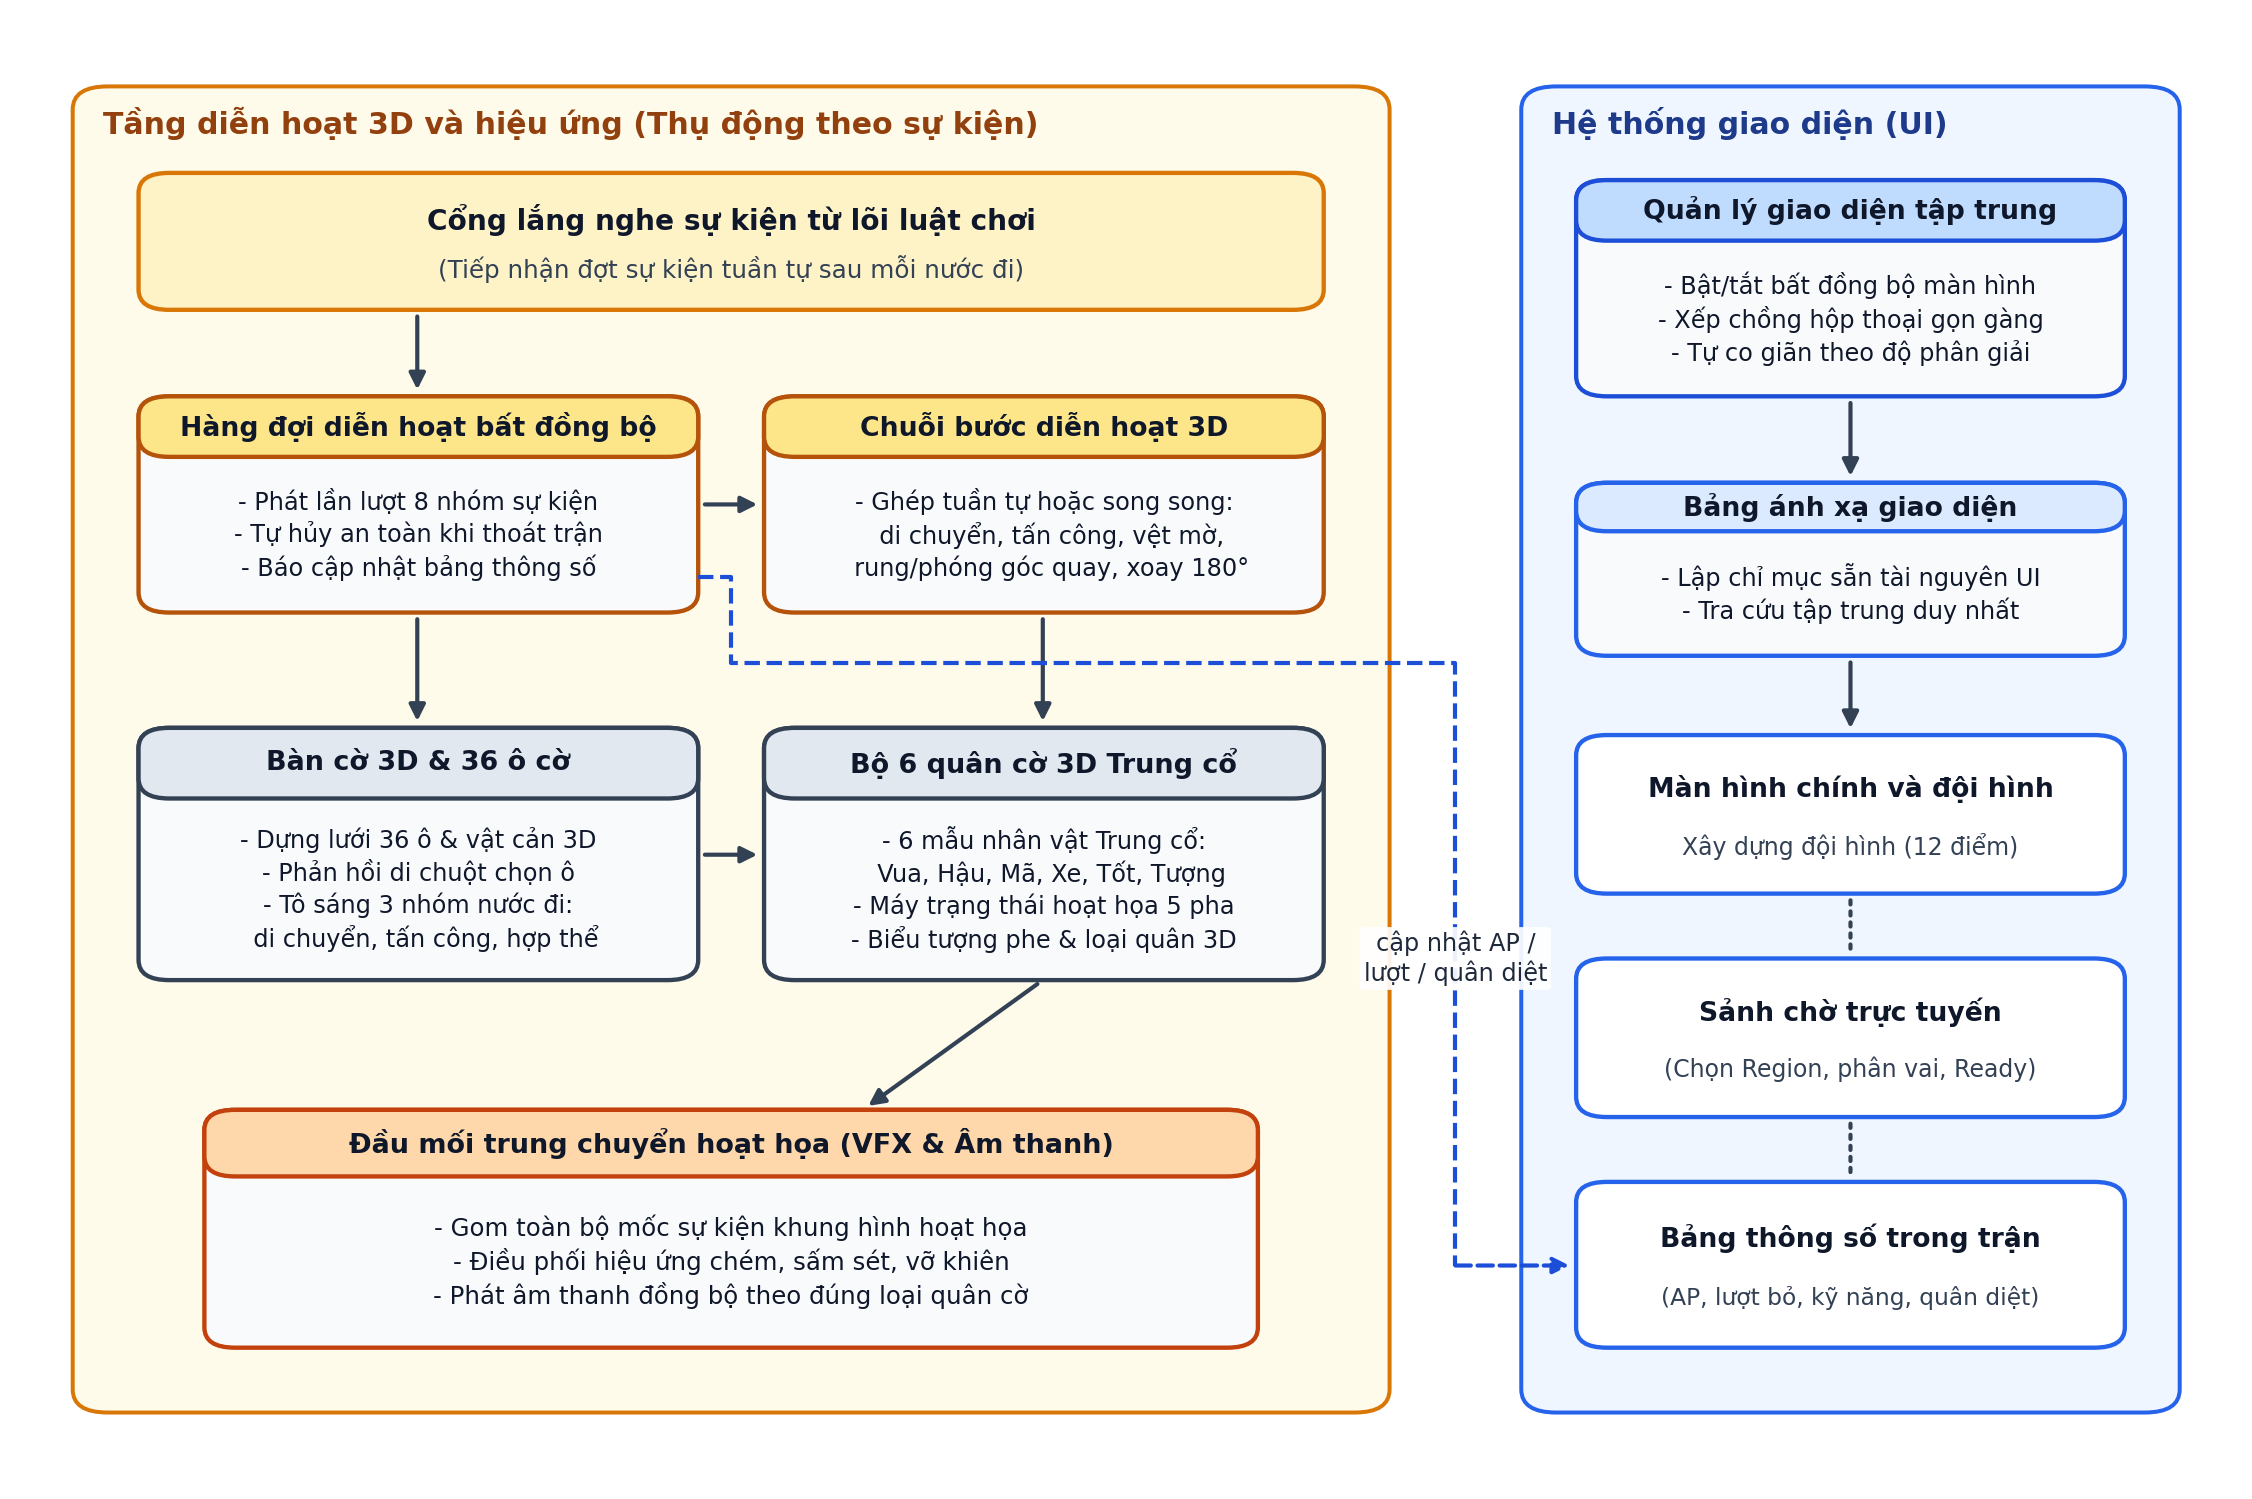 Tầng diễn hoạt 3D và hiệu ứng (Thụ động theo sự kiện)
Cổng lắng nghe sự kiện từ lõi luật chơi
(Tiếp nhận đợt sự kiện tuần tự sau mỗi nước đi)
Hàng đợi diễn hoạt bất đồng bộ
- Phát lần lượt 8 nhóm sự kiện
- Tự hủy an toàn khi thoát trận
- Báo cập nhật bảng thông số
Chuỗi bước diễn hoạt 3D
- Ghép tuần tự hoặc song song:
di chuyển, tấn công, vệt mờ,
rung/phóng góc quay, xoay 180°
Bàn cờ 3D & 36 ô cờ
- Dựng lưới 36 ô & vật cản 3D
- Phản hồi di chuột chọn ô
- Tô sáng 3 nhóm nước đi:
di chuyển, tấn công, hợp thể
Bộ 6 quân cờ 3D Trung cổ
- 6 mẫu nhân vật Trung cổ:
Vua, Hậu, Mã, Xe, Tốt, Tượng
- Máy trạng thái hoạt họa 5 pha
- Biểu tượng phe & loại quân 3D
Đầu mối trung chuyển hoạt họa (VFX & Âm thanh)
- Gom toàn bộ mốc sự kiện khung hình hoạt họa
- Điều phối hiệu ứng chém, sấm sét, vỡ khiên
- Phát âm thanh đồng bộ theo đúng loại quân cờ
cập nhật AP /
lượt / quân diệt
Hệ thống giao diện (UI)
Quản lý giao diện tập trung
- Bật/tắt bất đồng bộ màn hình
- Xếp chồng hộp thoại gọn gàng
- Tự co giãn theo độ phân giải
Bảng ánh xạ giao diện
- Lập chỉ mục sẵn tài nguyên UI
- Tra cứu tập trung duy nhất
Màn hình chính và đội hình
Xây dựng đội hình (12 điểm)
Sảnh chờ trực tuyến
(Chọn Region, phân vai, Ready)
Bảng thông số trong trận
(AP, lượt bỏ, kỹ năng, quân diệt)